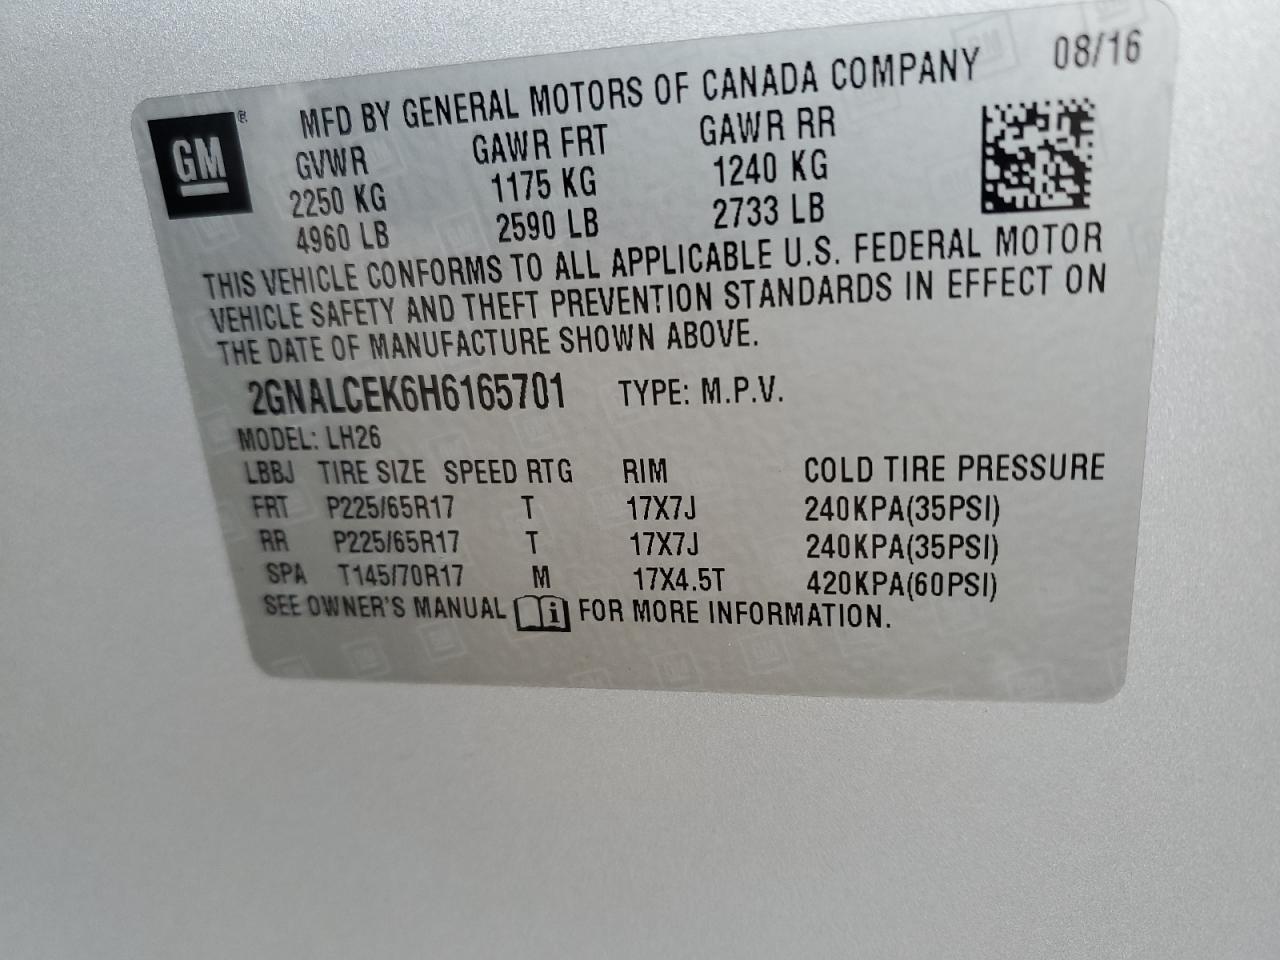 MFD BY GENERAL MOTORS OF CANADA COMPANY 08/16
GM ®
GVWR GAWR FRT GAWR RR
2250 KG 1175 KG 1240 KG
4960 LB 2590 LB 2733 LB
THIS VEHICLE CONFORMS TO ALL APPLICABLE U.S. FEDERAL MOTOR
VEHICLE SAFETY AND THEFT PREVENTION STANDARDS IN EFFECT ON
THE DATE OF MANUFACTURE SHOWN ABOVE.
2GNALCEK6H6165701 TYPE: M.P.V.
MODEL: LH26
LBBJ TIRE SIZE SPEED RTG RIM COLD TIRE PRESSURE
FRT P225/65R17 T 17X7J 240KPA(35PSI)
RR P225/65R17 T 17X7J 240KPA(35PSI)
SPA T145/70R17 M 17X4.5T 420KPA(60PSI)
SEE OWNER'S MANUAL i FOR MORE INFORMATION.